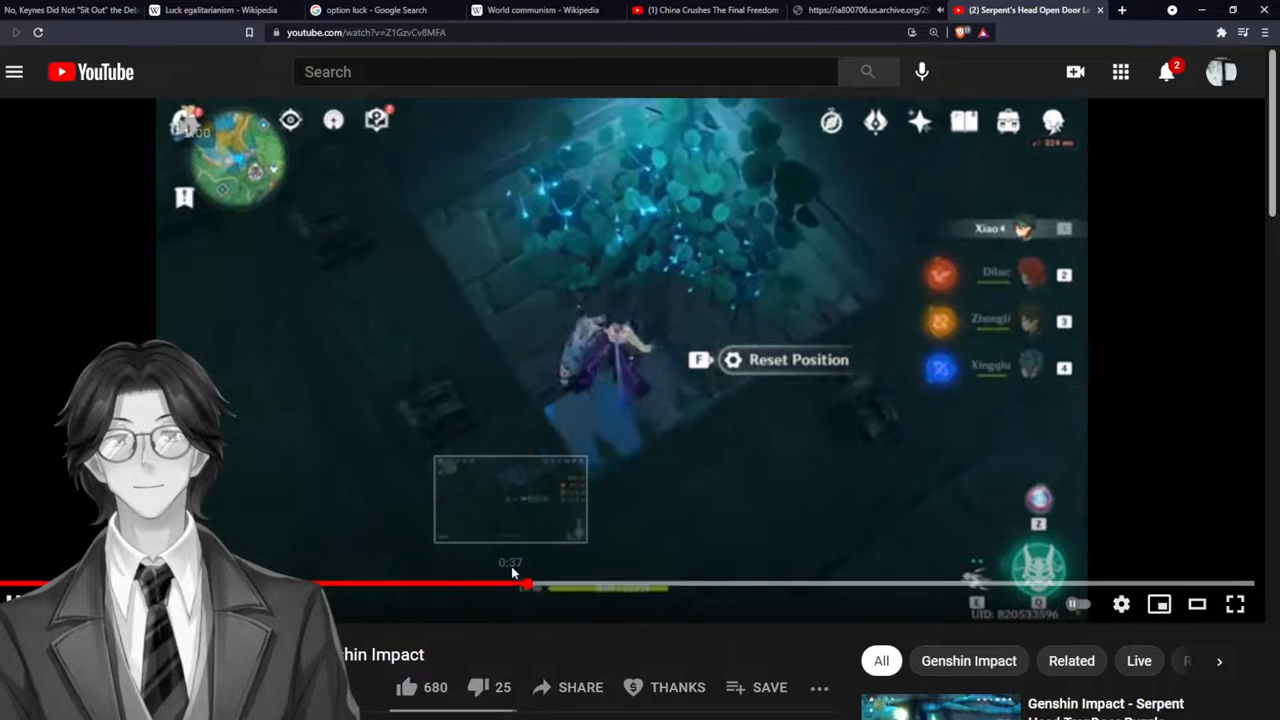 No, Keynes Did Not "Sit Out" the Deb
Luck egalitarianism - Wikipedia
option luck - Google Search
World communism - Wikipedia
(1) China Crushes The Final Freedom
https://ia800706.us.archive.org/2
(2) Serpent's Head Open Door Lo
youtube.com/watch?v=Z1GzvCv8MFA
YouTube
Search
2
Xiao
1
Diluc
2
Zhongli
3
Xingqiu
4
F
Reset Position
0:37
Z
E
Q
UID: 820533596
hin Impact
680
25
SHARE
THANKS
SAVE
All
Genshin Impact
Related
Live
Genshin Impact - Serpent